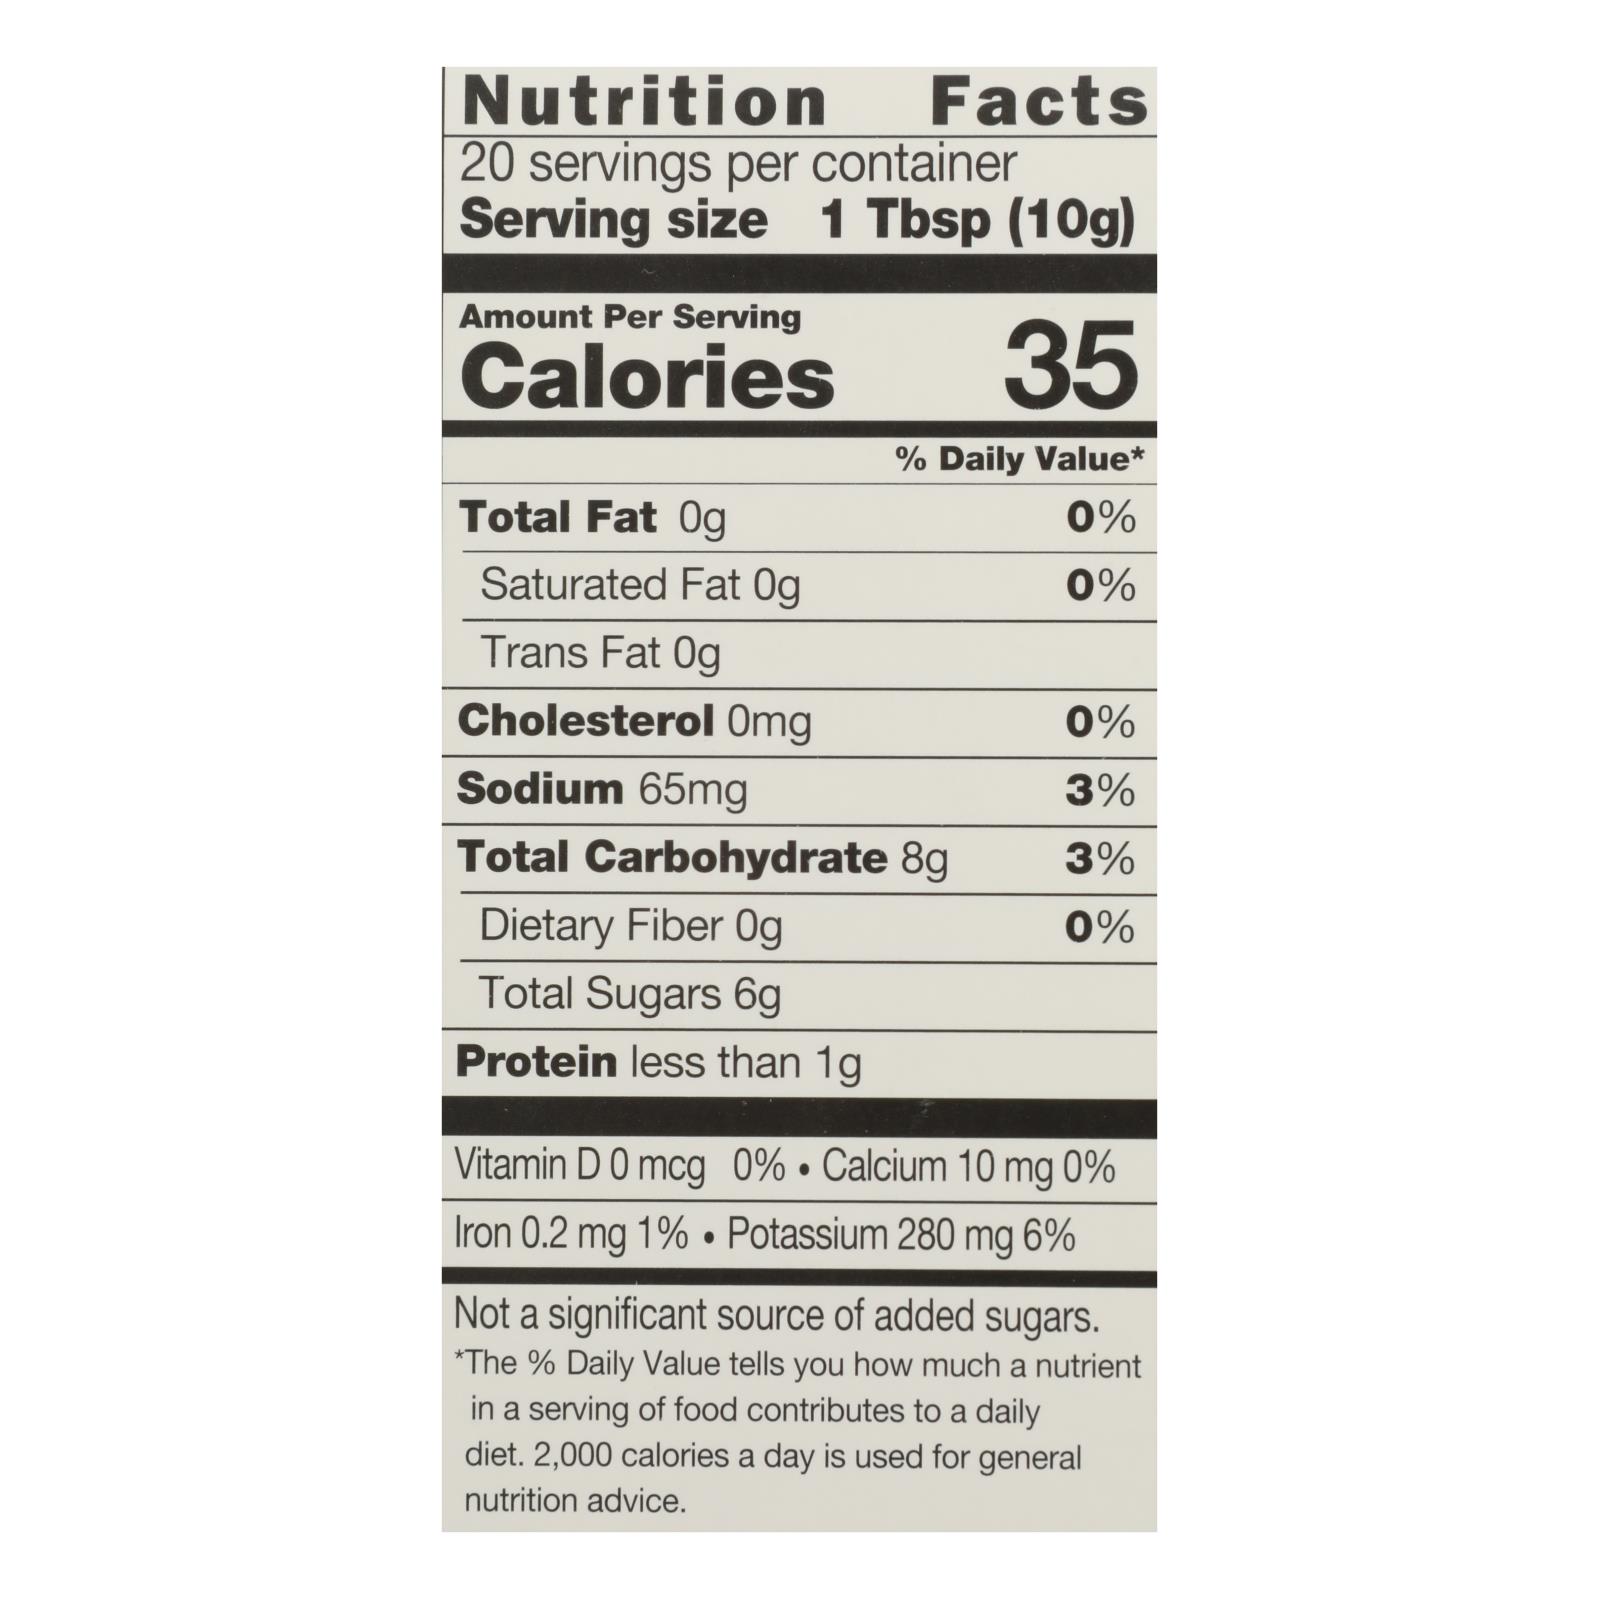 Nutrition Facts
20 servings per container
Serving size 1 Tbsp (10g)
Amount Per Serving
Calories 35
% Daily Value*
Total Fat 0g 0%
Saturated Fat 0g 0%
Trans Fat 0g
Cholesterol 0mg 0%
Sodium 65mg 3%
Total Carbohydrate 8g 3%
Dietary Fiber 0g 0%
Total Sugars 6g
Protein less than 1g
Vitamin D 0 mcg 0% • Calcium 10 mg 0%
Iron 0.2 mg 1% • Potassium 280 mg 6%
Not a significant source of added sugars.
*The % Daily Value tells you how much a nutrient
in a serving of food contributes to a daily
diet. 2,000 calories a day is used for general
nutrition advice.